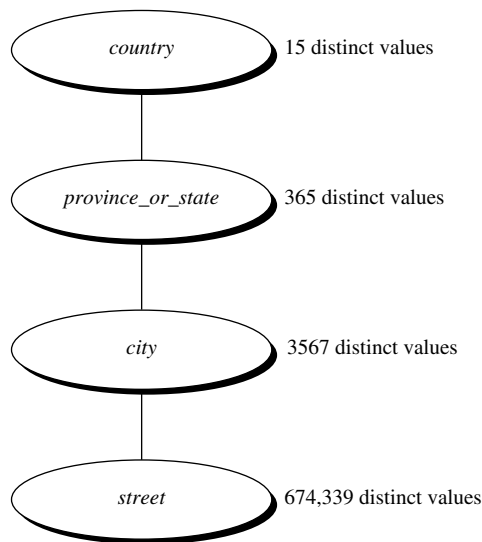 country 15 distinct values
province_or_state 365 distinct values
city 3567 distinct values
street 674,339 distinct values